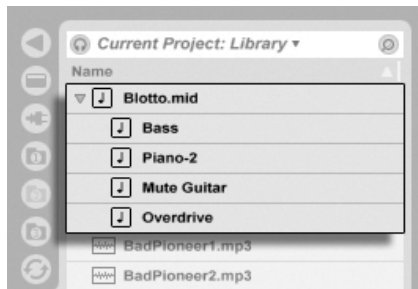 Current Project: Library
Name
Blotto.mid
Bass
Piano-2
Mute Guitar
Overdrive
BadPioneer1.mp3
BadPioneer2.mp3